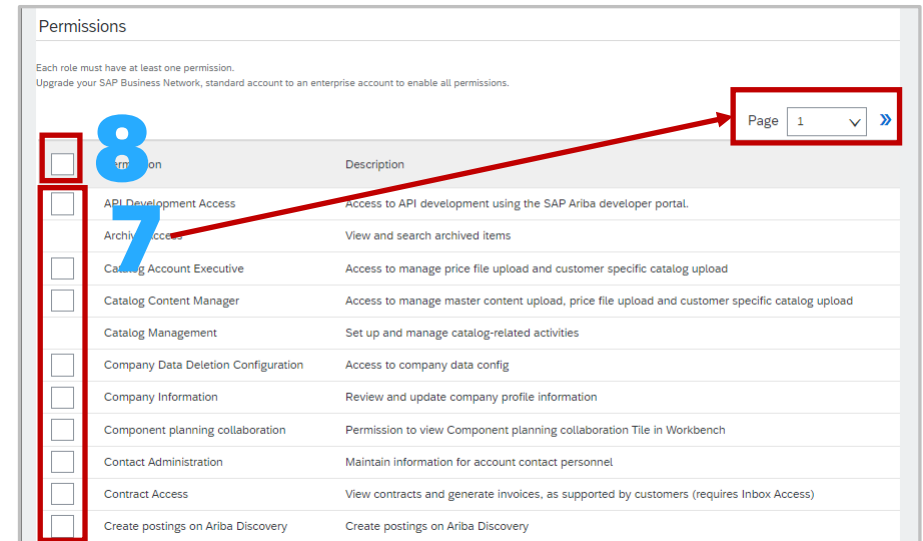 Permissions
Each role must have at least one permission.
Upgrade your SAP Business Network, standard account to an enterprise account to enable all permissions.
Page 1 »
8
Description
7
API Development Access Access to API development using the SAP Ariba developer portal.
View and search archived items
Access to manage price file upload and customer specific catalog upload
Catalog Content Manager Access to manage master content upload, price file upload and customer specific catalog upload
Catalog Management Set up and manage catalog-related activities
Company Data Deletion Configuration Access to company data config
Company Information Review and update company profile information
Component planning collaboration Permission to view Component planning collaboration Tile in Workbench
Contact Administration Maintain information for account contact personnel
Contract Access View contracts and generate invoices, as supported by customers (requires Inbox Access)
Create postings on Ariba Discovery Create postings on Ariba Discovery